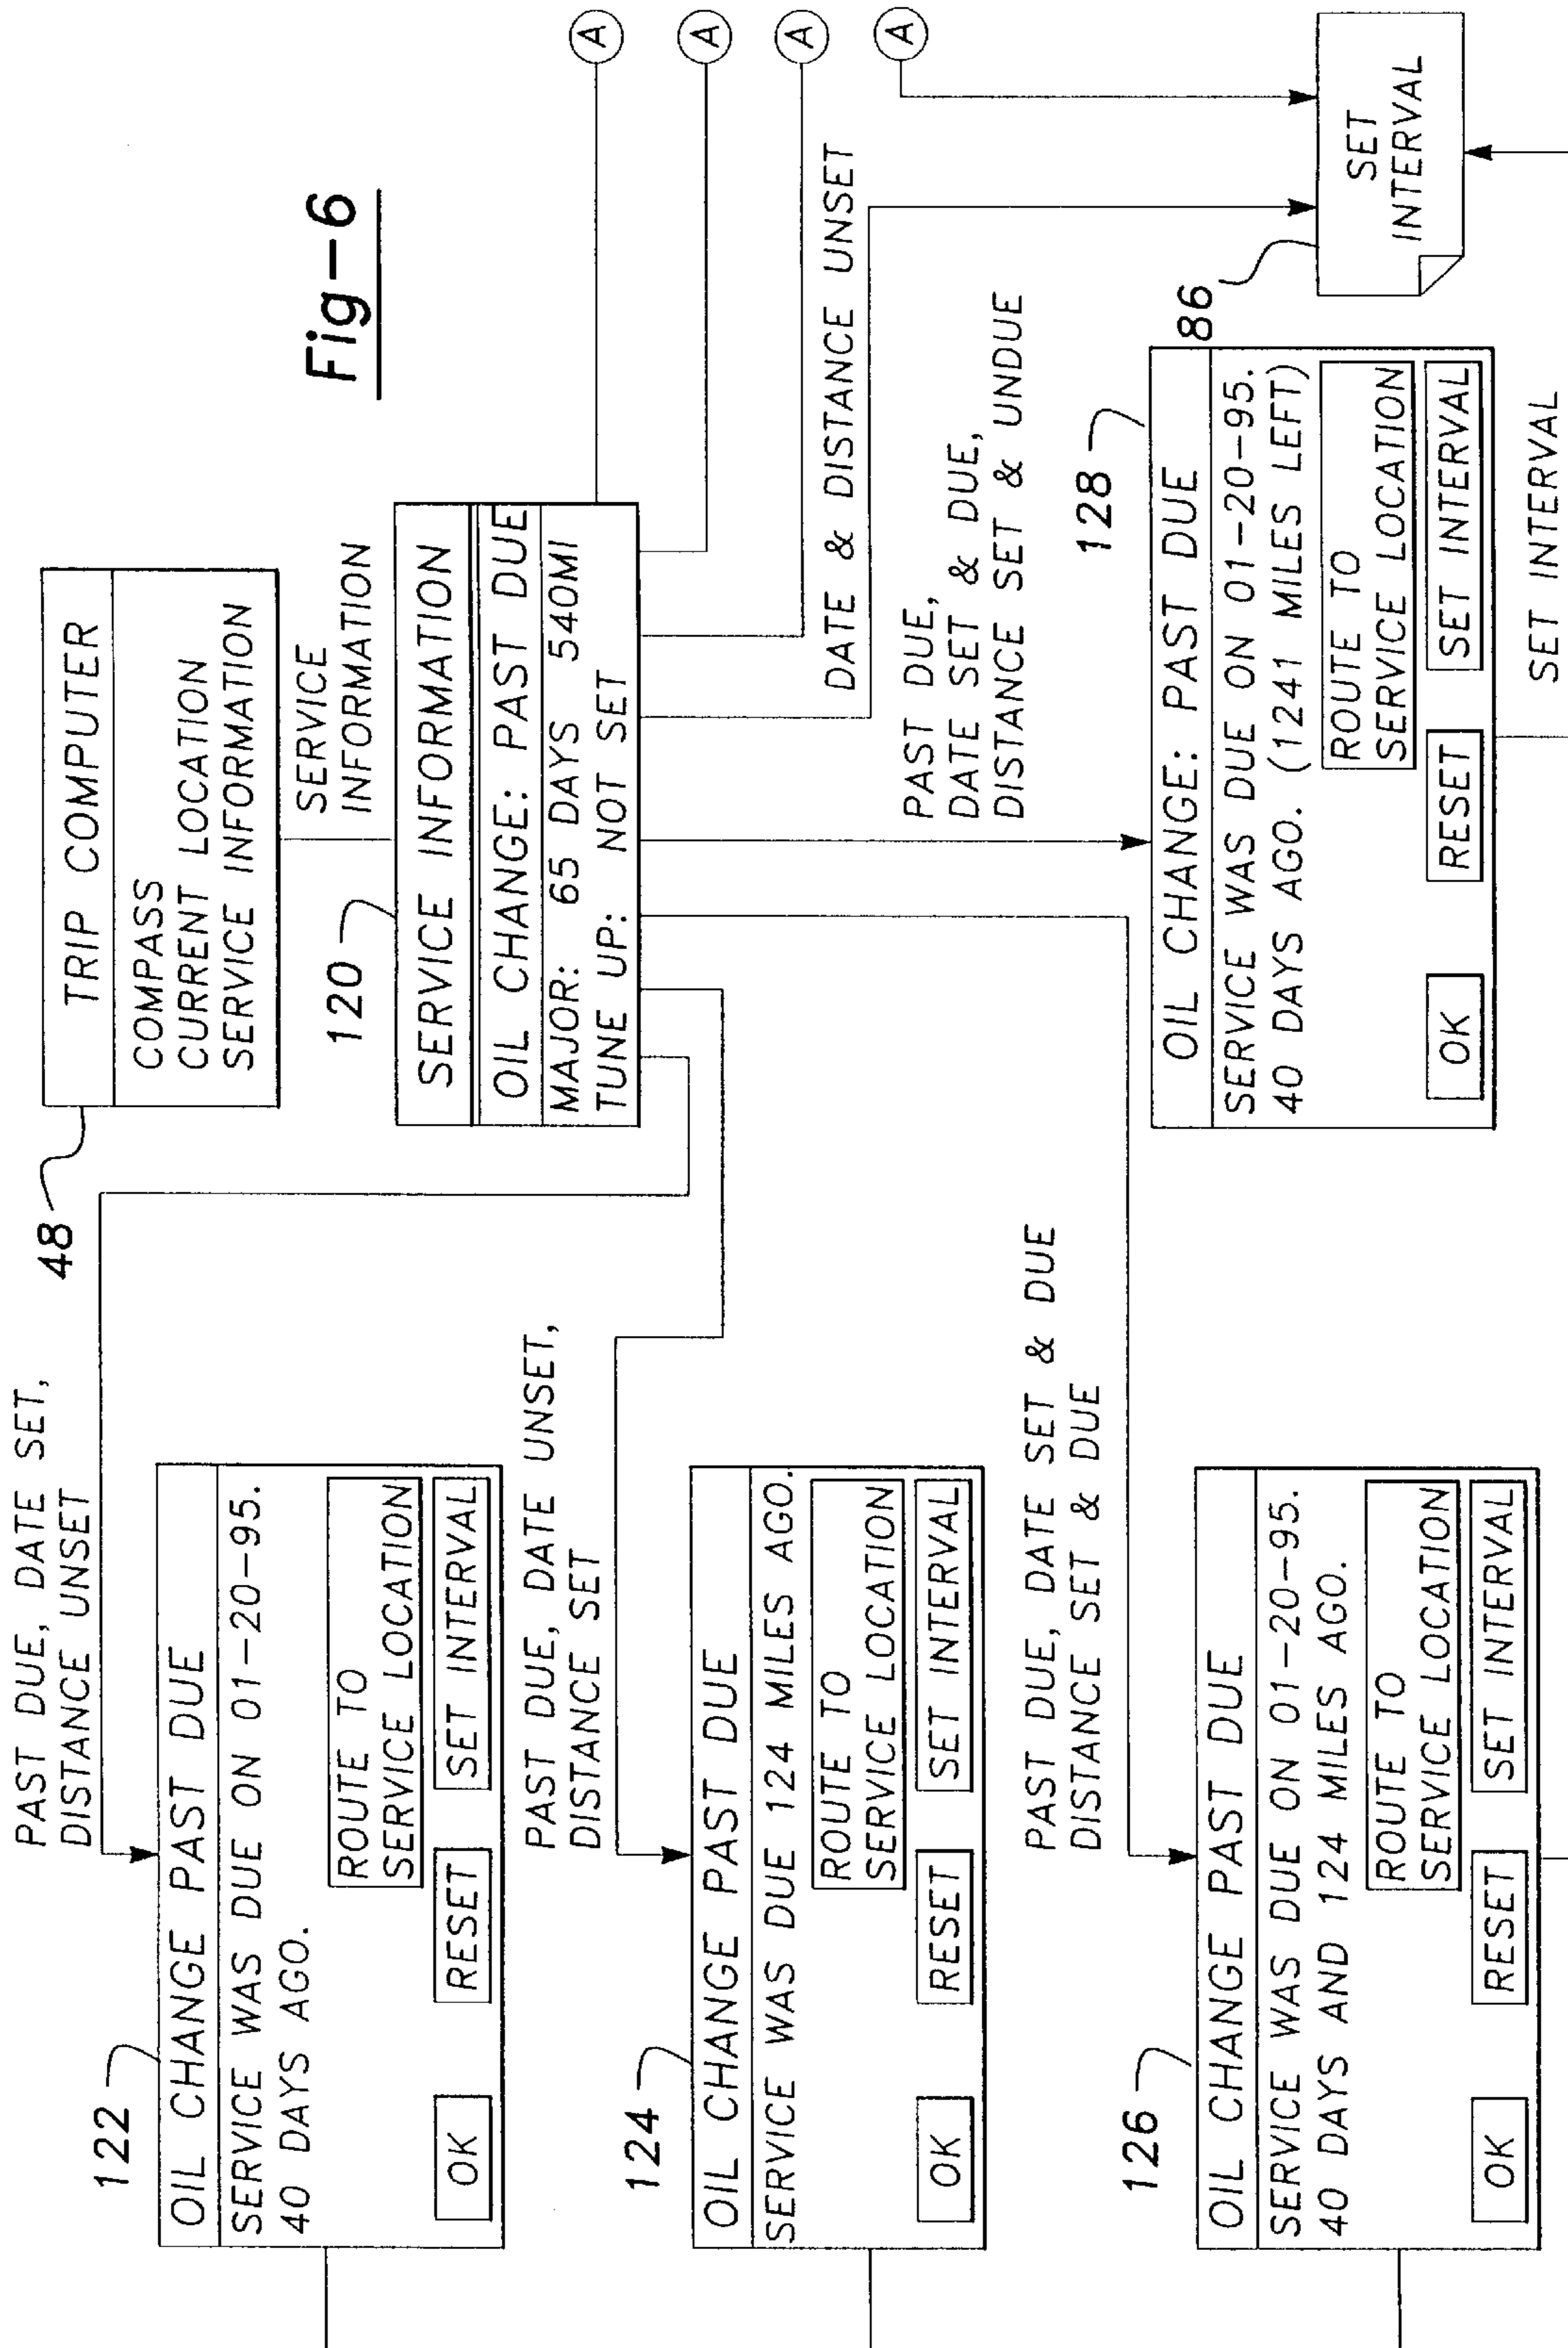 Fig-6
48
TRIP COMPUTER
COMPASS
CURRENT LOCATION
SERVICE INFORMATION
SERVICE
INFORMATION
120
SERVICE INFORMATION
OIL CHANGE: PAST DUE
MAJOR: 65 DAYS 540MI
TUNE UP: NOT SET
A
A
A
A
PAST DUE, DATE SET,
DISTANCE UNSET
122
OIL CHANGE PAST DUE
SERVICE WAS DUE ON 01-20-95.
40 DAYS AGO.
ROUTE TO
SERVICE LOCATION
OK
RESET
SET INTERVAL
PAST DUE, DATE UNSET,
DISTANCE SET
124
OIL CHANGE PAST DUE
SERVICE WAS DUE 124 MILES AGO.
ROUTE TO
SERVICE LOCATION
OK
RESET
SET INTERVAL
PAST DUE, DATE SET & DUE
DISTANCE SET & DUE
126
OIL CHANGE PAST DUE
SERVICE WAS DUE ON 01-20-95.
40 DAYS AND 124 MILES AGO.
ROUTE TO
SERVICE LOCATION
OK
RESET
SET INTERVAL
PAST DUE,
DATE SET & DUE,
DISTANCE SET & UNDUE
128
OIL CHANGE: PAST DUE
SERVICE WAS DUE ON 01-20-95.
40 DAYS AGO. (1241 MILES LEFT)
ROUTE TO
SERVICE LOCATION
OK
RESET
SET INTERVAL
DATE & DISTANCE UNSET
86
SET
INTERVAL
SET INTERVAL